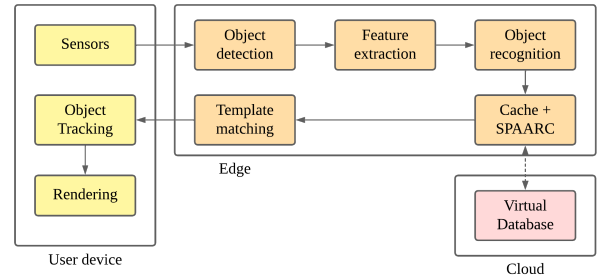 Sensors
Object
detection
Feature
extraction
Object
recognition
Object
Tracking
Template
matching
Cache +
SPAARC
Rendering
Edge
Virtual
Database
User device
Cloud